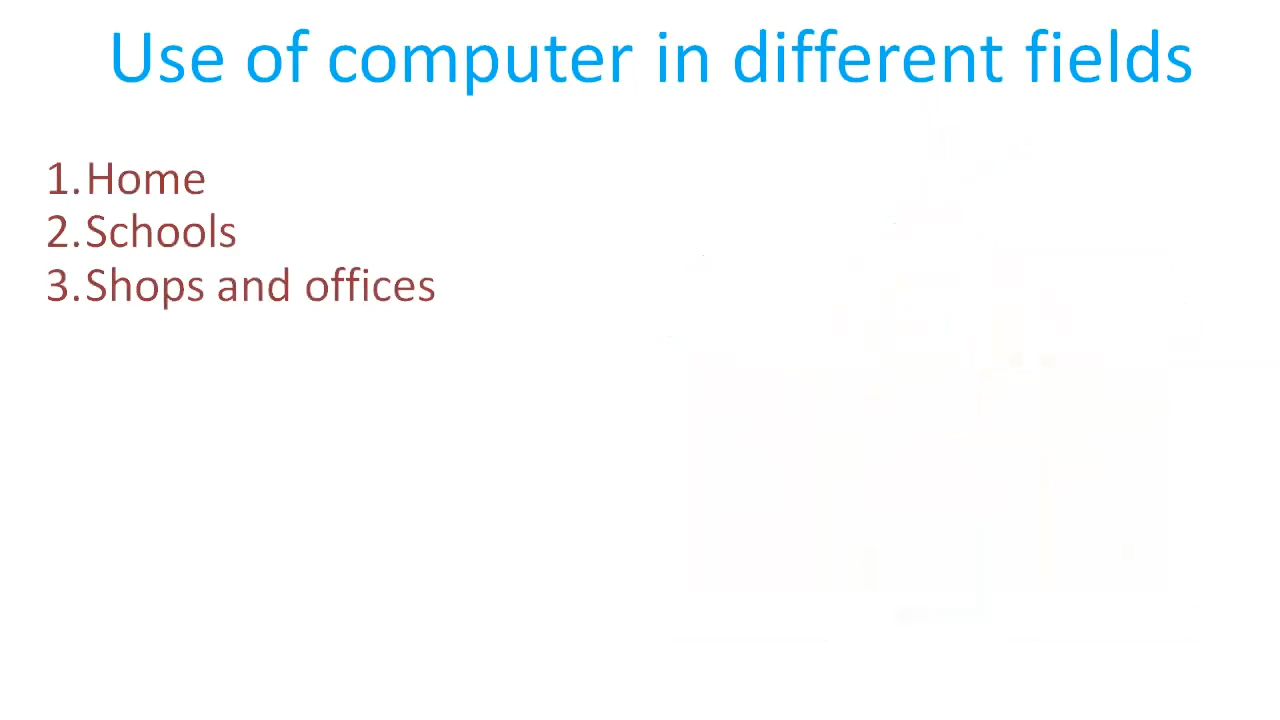 Use of computer in different fields
1.Home
2.Schools
3.Shops and offices